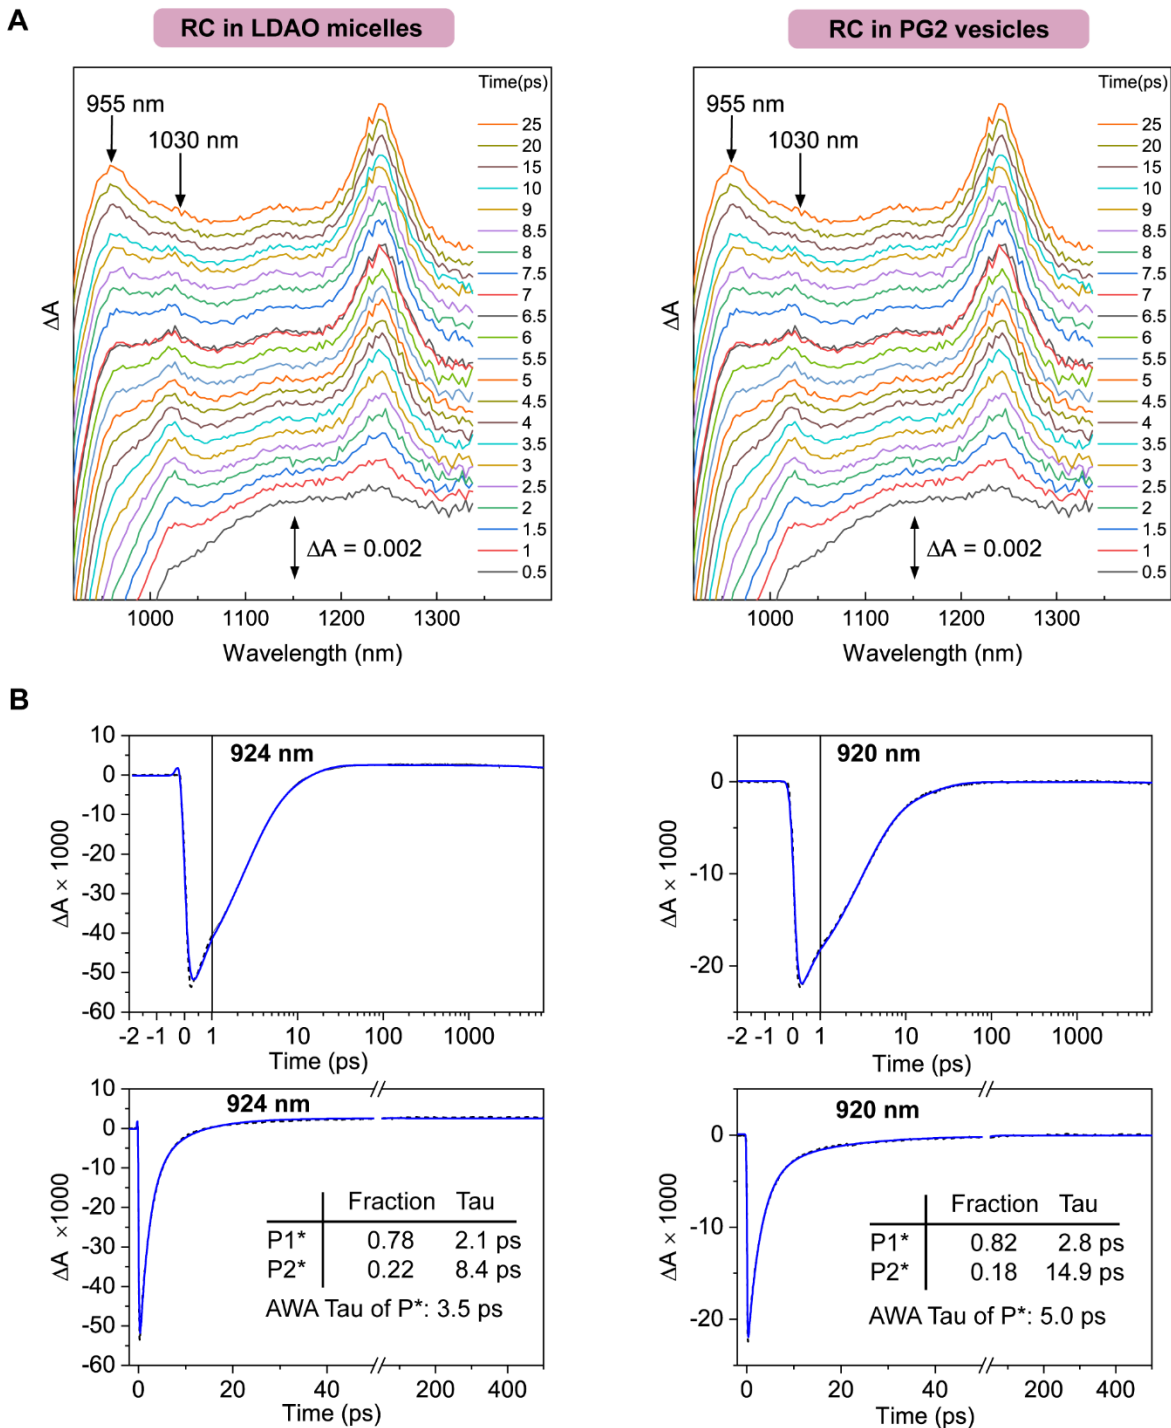 A
RC in LDAO micelles
RC in PG2 vesicles
Time(ps)
955 nm
1030 nm
25
20
15
10
9
8.5
8
7.5
7
6.5
6
5.5
5
4.5
4
3.5
3
2.5
2
1.5
1
0.5
ΔA
ΔA = 0.002
1000 1100 1200 1300
Wavelength (nm)
Time(ps)
955 nm
1030 nm
25
20
15
10
9
8.5
8
7.5
7
6.5
6
5.5
5
4.5
4
3.5
3
2.5
2
1.5
1
0.5
ΔA
ΔA = 0.002
1000 1100 1200 1300
Wavelength (nm)
B
924 nm
10
0
-10
-20
-30
-40
-50
-60
ΔA × 1000
-2 -1 0 1 10 100 1000
Time (ps)
920 nm
0
-10
-20
ΔA × 1000
-2 -1 0 1 10 100 1000
Time (ps)
924 nm
10
0
-10
-20
-30
-40
-50
-60
ΔA ×1000
Fraction Tau
P1* 0.78 2.1 ps
P2* 0.22 8.4 ps
AWA Tau of P*: 3.5 ps
0 20 40 200 400
Time (ps)
920 nm
0
-10
-20
ΔA × 1000
Fraction Tau
P1* 0.82 2.8 ps
P2* 0.18 14.9 ps
AWA Tau of P*: 5.0 ps
0 20 40 200 400
Time (ps)